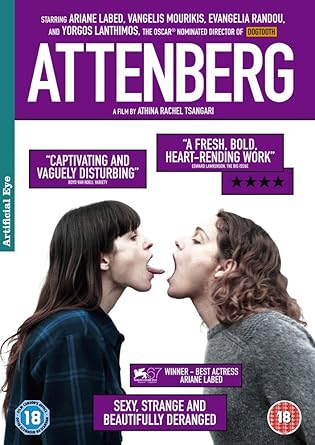 STARRING ARIANE LABED, VANGELIS MOURIKIS, EVANGELIA RANDOU,
and YORGOS LANTHIMOS, THE OSCAR® NOMINATED DIRECTOR OF DOGTOOTH
ATTENBERG
A FILM BY ATHINA RACHEL TSANGARI
"CAPTIVATING AND
VAGUELY DISTURBING"
BOYD VAN HOEIJ, VARIETY
"A FRESH, BOLD,
HEART-RENDING WORK"
EDWARD LAWRENSON, THE BIG ISSUE
★★★★
Artificial Eye
67
WINNER – BEST ACTRESS
ARIANE LABED
SEXY, STRANGE AND
BEAUTIFULLY DERANGED
18
18